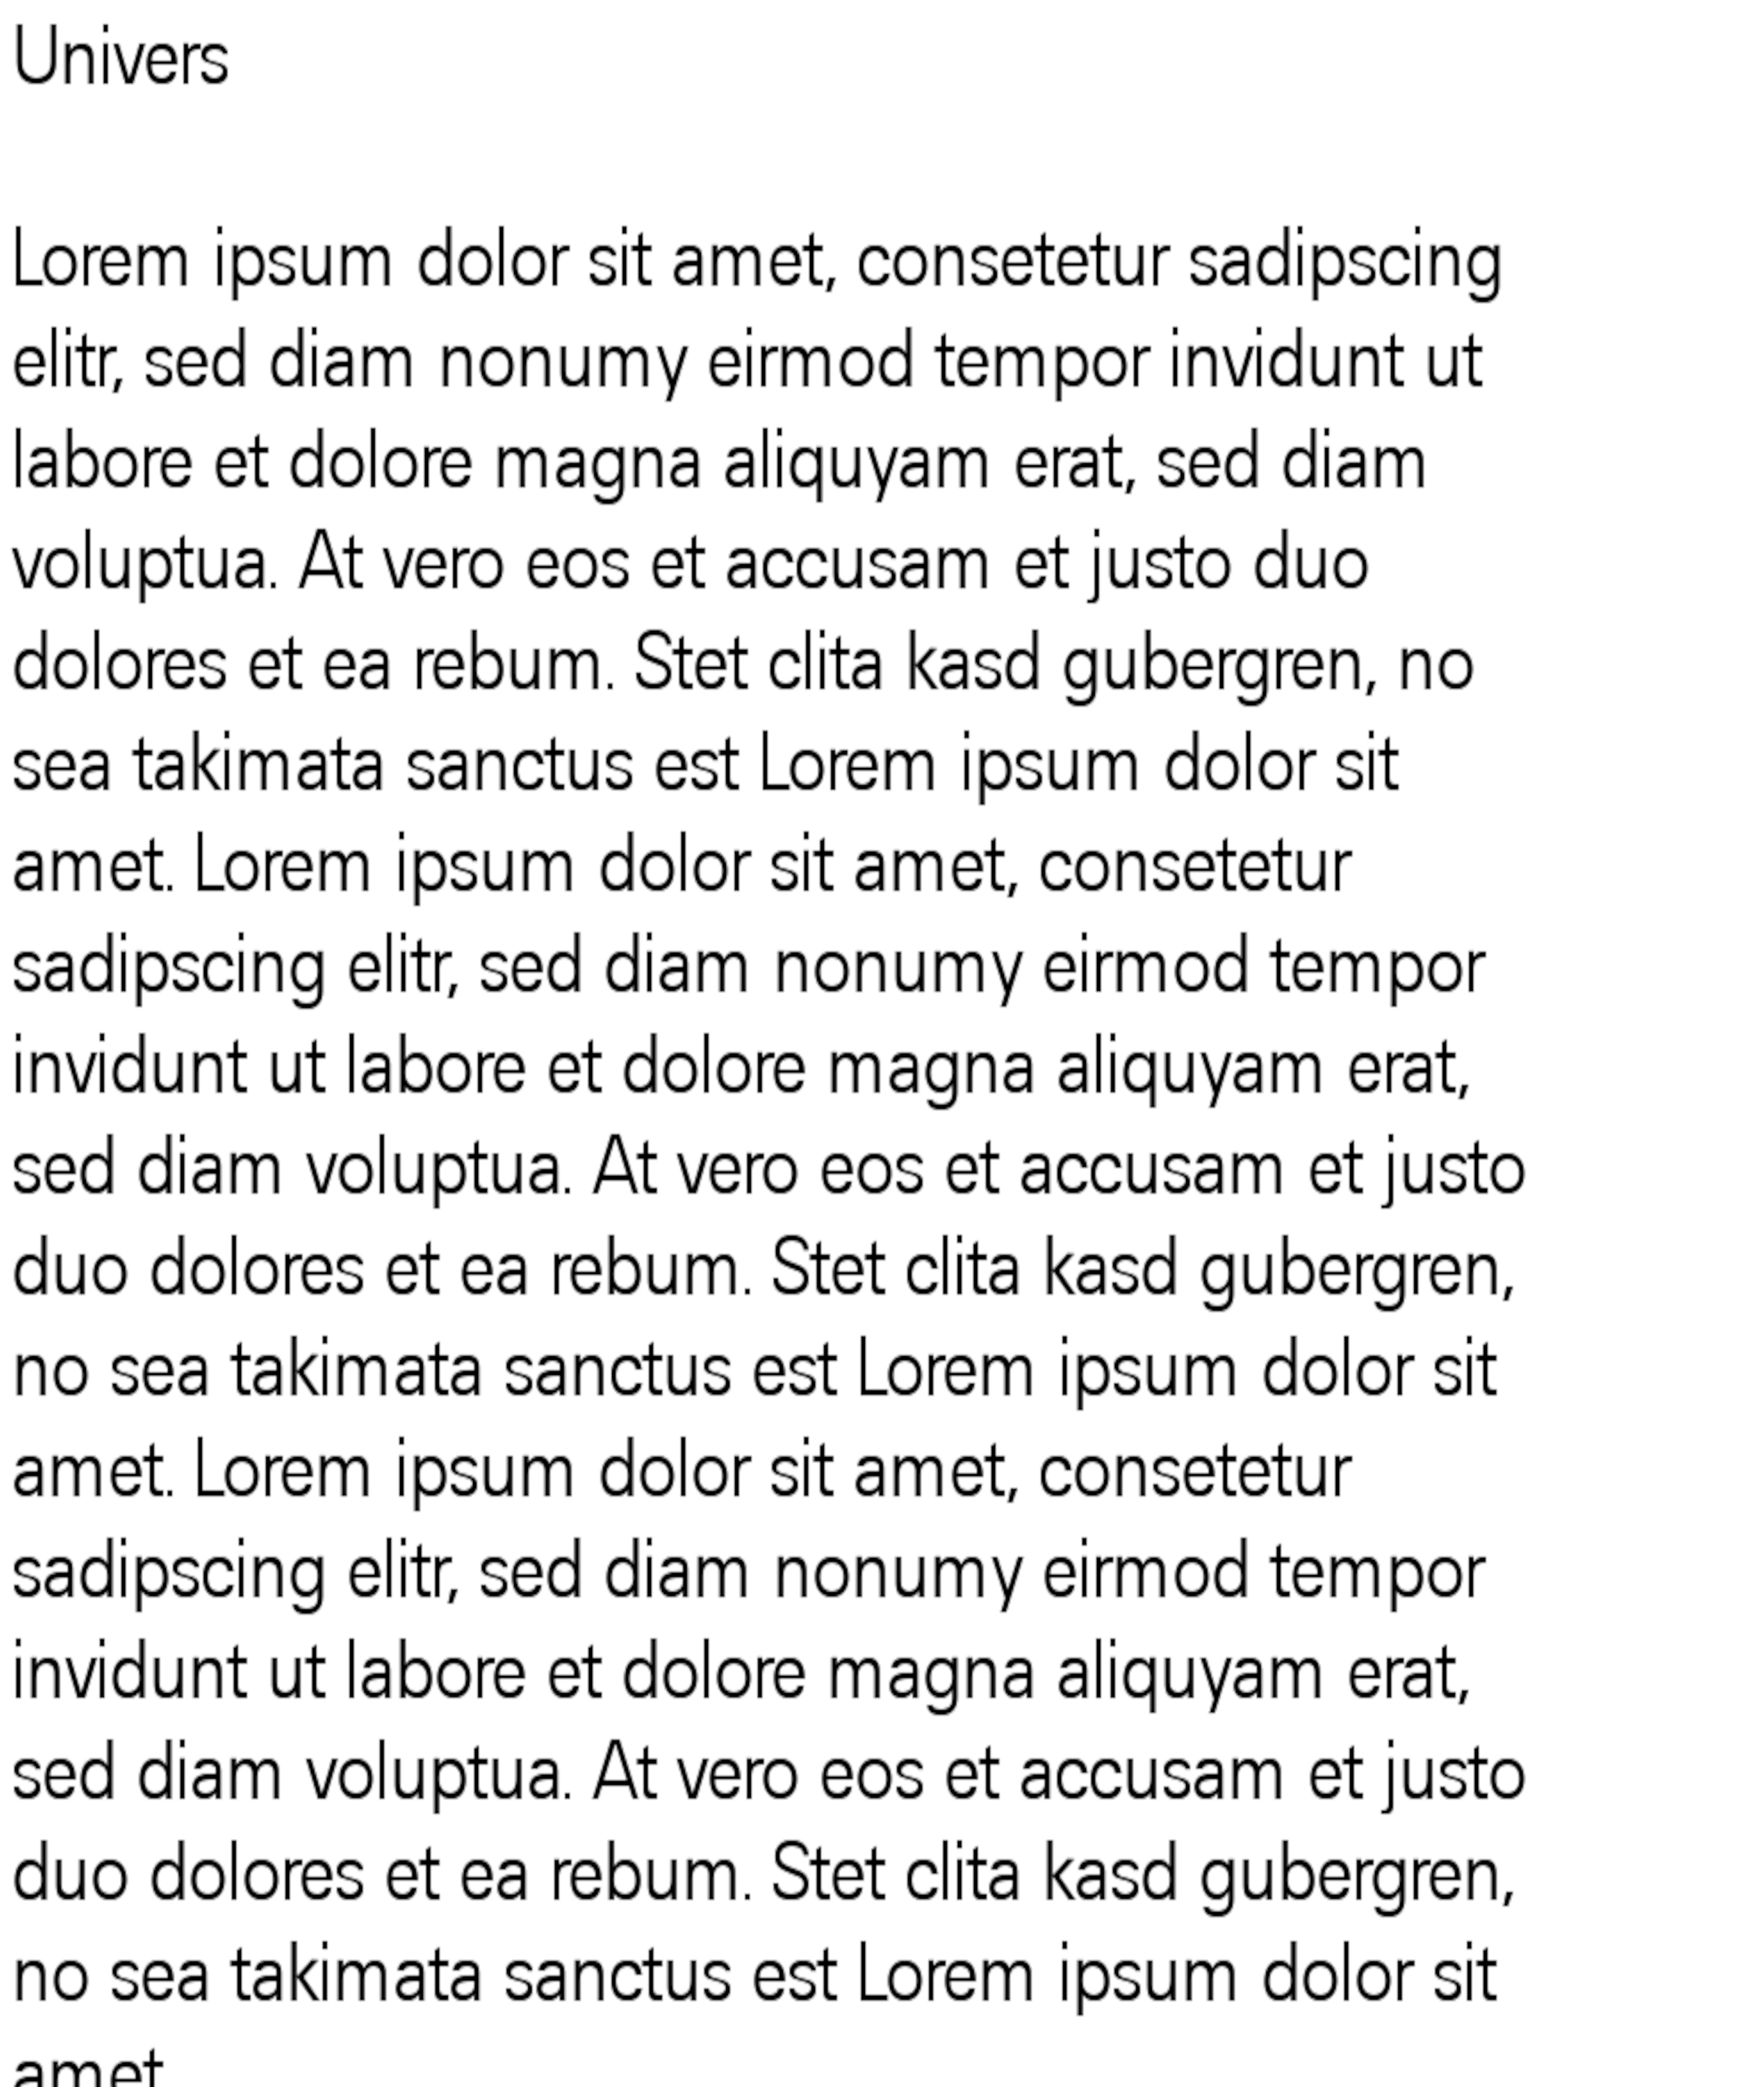 Univers
Lorem ipsum dolor sit amet, consetetur sadipscing
elitr, sed diam nonumy eirmod tempor invidunt ut
labore et dolore magna aliquyam erat, sed diam
voluptua. At vero eos et accusam et justo duo
dolores et ea rebum. Stet clita kasd gubergren, no
sea takimata sanctus est Lorem ipsum dolor sit
amet. Lorem ipsum dolor sit amet, consetetur
sadipscing elitr, sed diam nonumy eirmod tempor
invidunt ut labore et dolore magna aliquyam erat,
sed diam voluptua. At vero eos et accusam et justo
duo dolores et ea rebum. Stet clita kasd gubergren,
no sea takimata sanctus est Lorem ipsum dolor sit
amet. Lorem ipsum dolor sit amet, consetetur
sadipscing elitr, sed diam nonumy eirmod tempor
invidunt ut labore et dolore magna aliquyam erat,
sed diam voluptua. At vero eos et accusam et justo
duo dolores et ea rebum. Stet clita kasd gubergren,
no sea takimata sanctus est Lorem ipsum dolor sit
amet